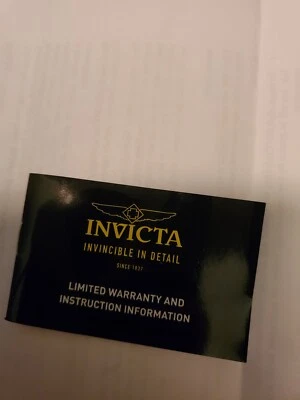 INVICTA
INVINCIBLE IN DETAIL
SINCE 1837
LIMITED WARRANTY AND
INSTRUCTION INFORMATION